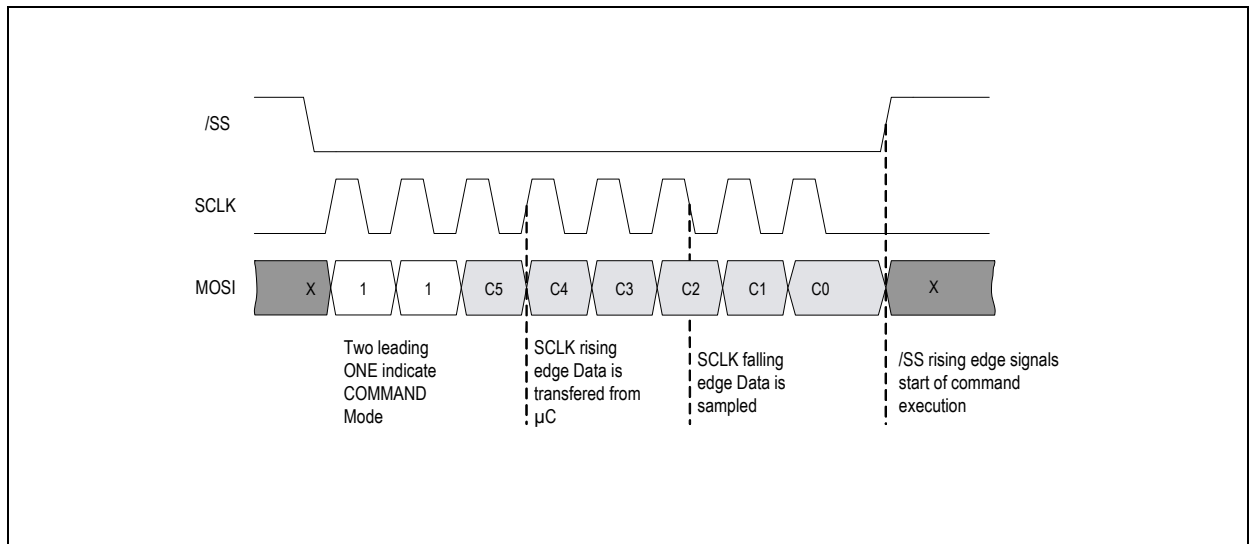 /SS
SCLK
MOSI
X
1
1
C5
C4
C3
C2
C1
C0
X
Two leading
ONE indicate
COMMAND
Mode
SCLK rising
edge Data is
transfered from
µC
SCLK falling
edge Data is
sampled
/SS rising edge signals
start of command
execution